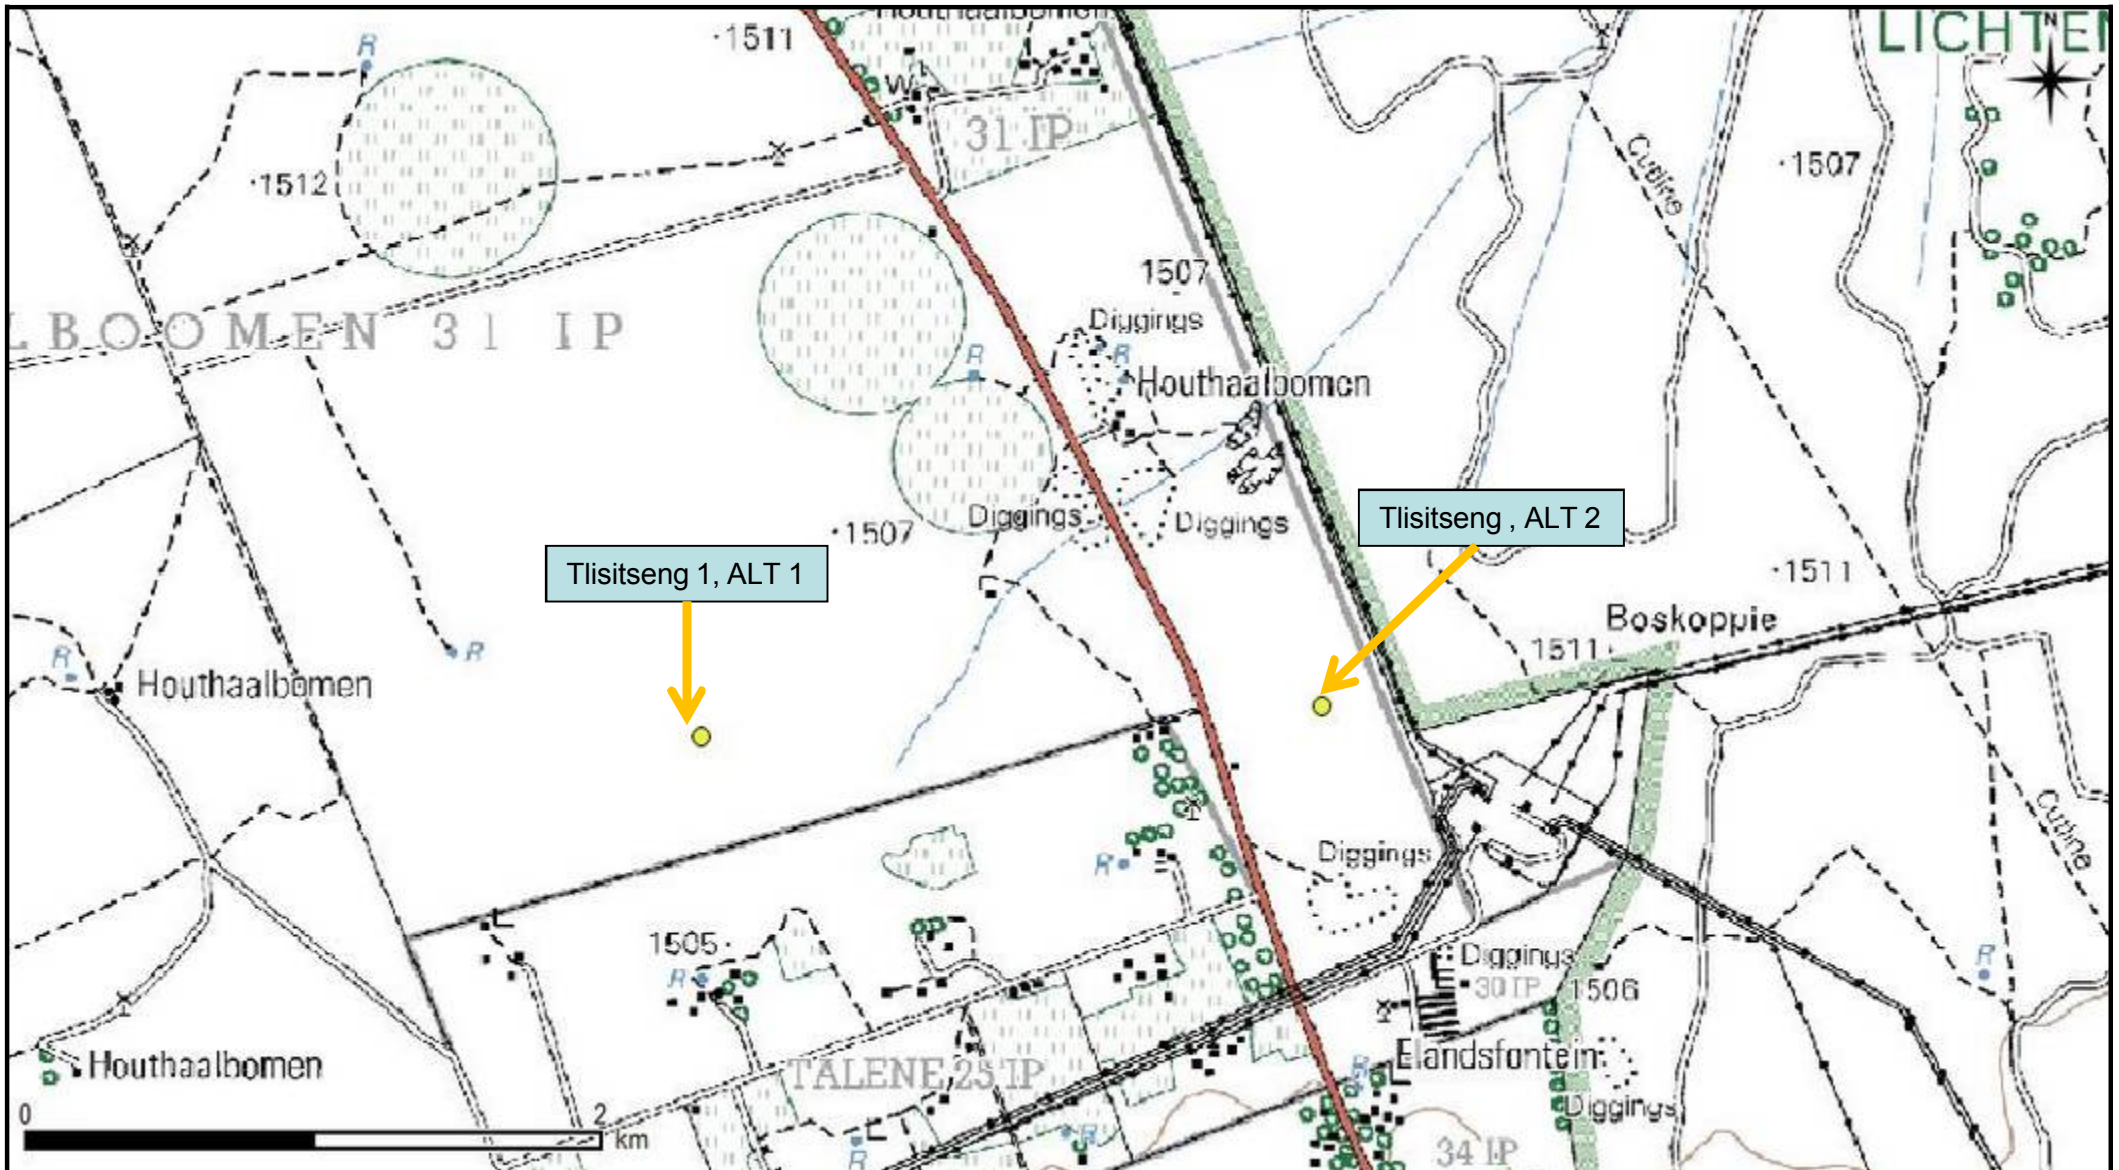 Houthaalbomen
LICHTEN
N
R
·1511
W
31 IP
Cutline
·1507
·1512
1507
LBOOMEN 31 IP
Diggings
R
R
Houthaalbomen
Tlisitseng , ALT 2
·1507
Diggings
Diggings
Tlisitseng 1, ALT 1
·1511
Boskoppie
1511
R
R
Houthaalbomen
Cutline
R
Diggings
1505
R
Diggings
R
30 IP
1506
Houthaalbomen
TALENE 25 IP
R
Elandsfontein
Diggings
0
2
km
R
R
34 IP